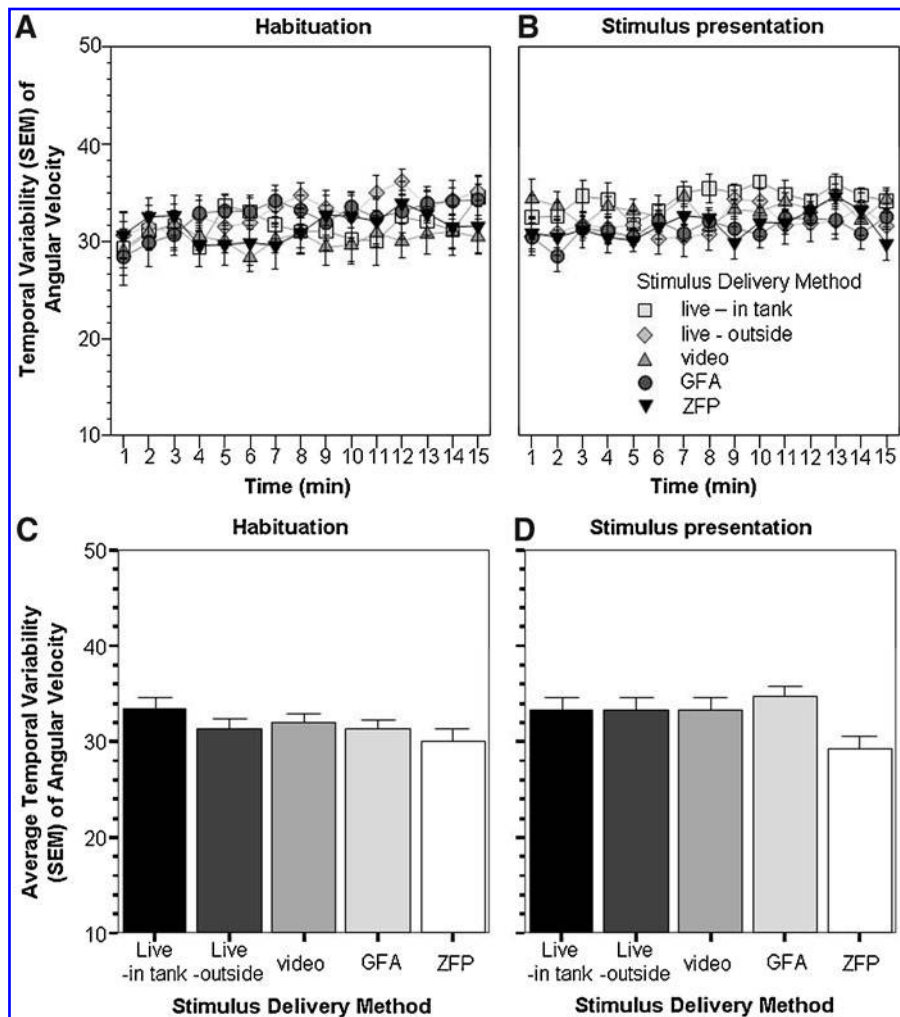 A Habituation
B Stimulus presentation
Temporal Variability (SEM) of
Angular Velocity
50
40
30
20
10
1 2 3 4 5 6 7 8 9 10 11 12 13 14 15
Time (min)
Stimulus Delivery Method
live – in tank
live - outside
video
GFA
ZFP
1 2 3 4 5 6 7 8 9 10 11 12 13 14 15
Time (min)
C Habituation
D Stimulus presentation
Average Temporal Variability
(SEM) of Angular Velocity
50
40
30
20
10
Live
-in tank
Live
-outside
video
GFA
ZFP
Stimulus Delivery Method
Live
-in tank
Live
-outside
video
GFA
ZFP
Stimulus Delivery Method